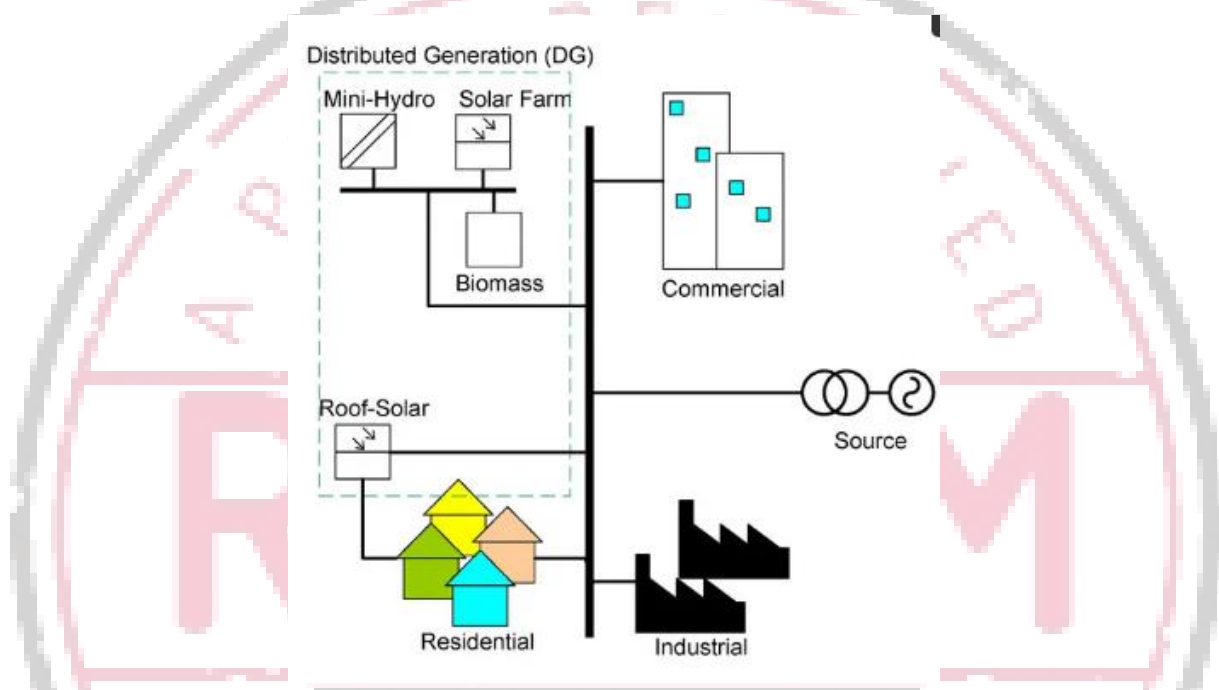 Distributed Generation (DG)
Mini-Hydro
Solar Farm
Biomass
Commercial
Roof-Solar
Source
Residential
Industrial